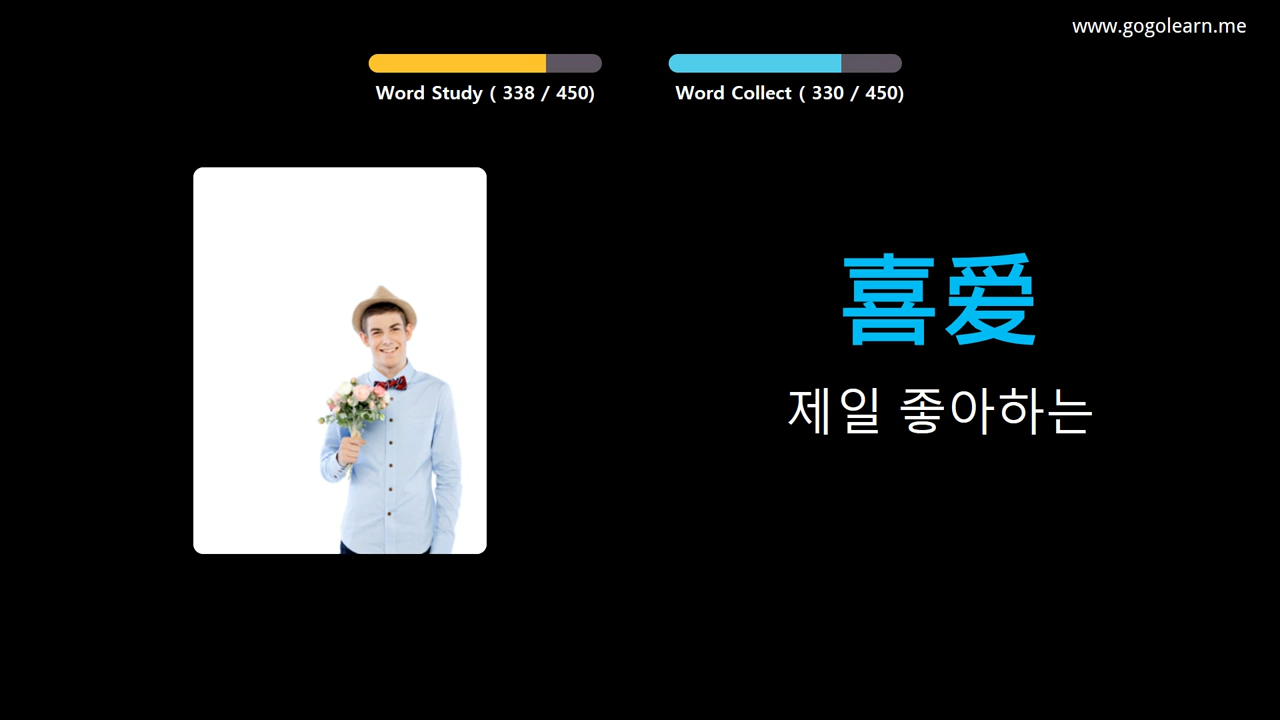 www.gogolearn.me
Word Study ( 338 / 450)
Word Collect ( 330 / 450)
喜爱
제일 좋아하는